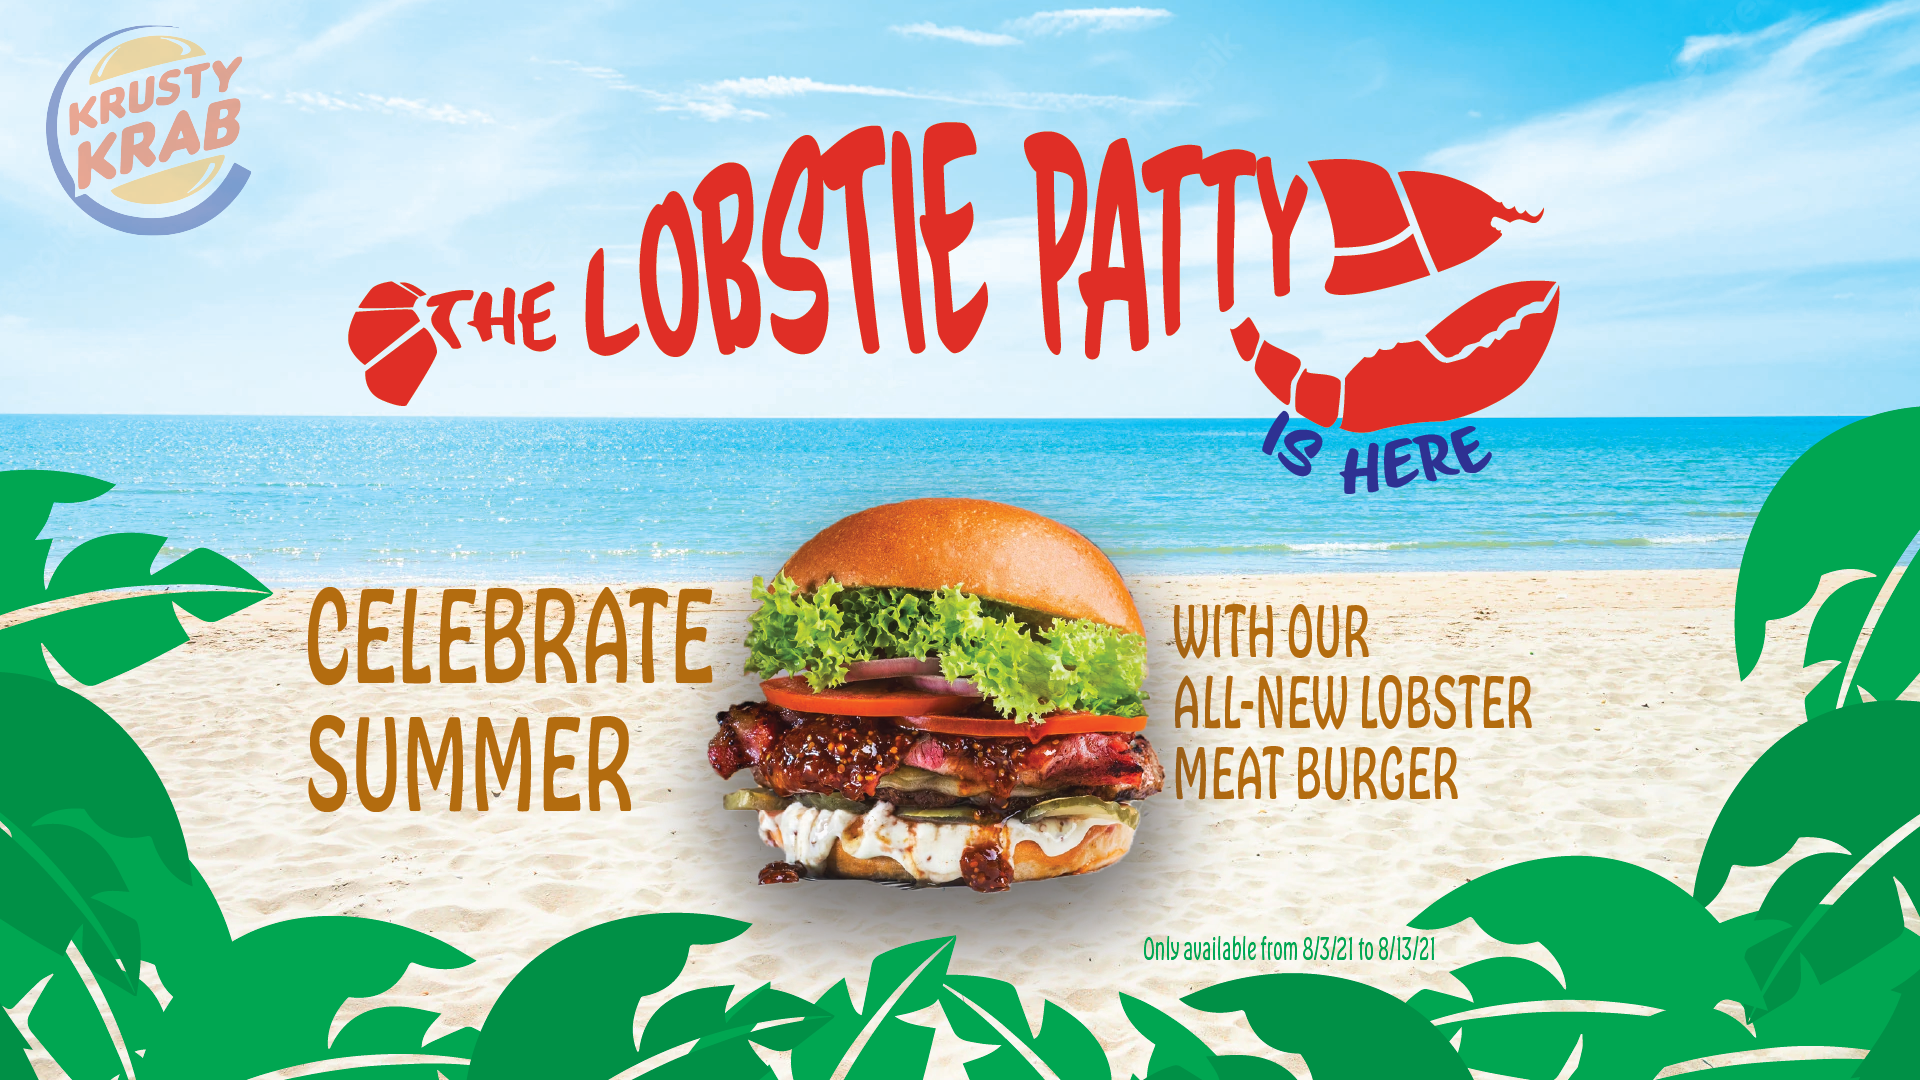 KRUSTY
KRAB
THE LOBSTIE PATTY
IS HERE
CELEBRATE
SUMMER
WITH OUR
ALL-NEW LOBSTER
MEAT BURGER
Only available from 8/3/21 to 8/13/21